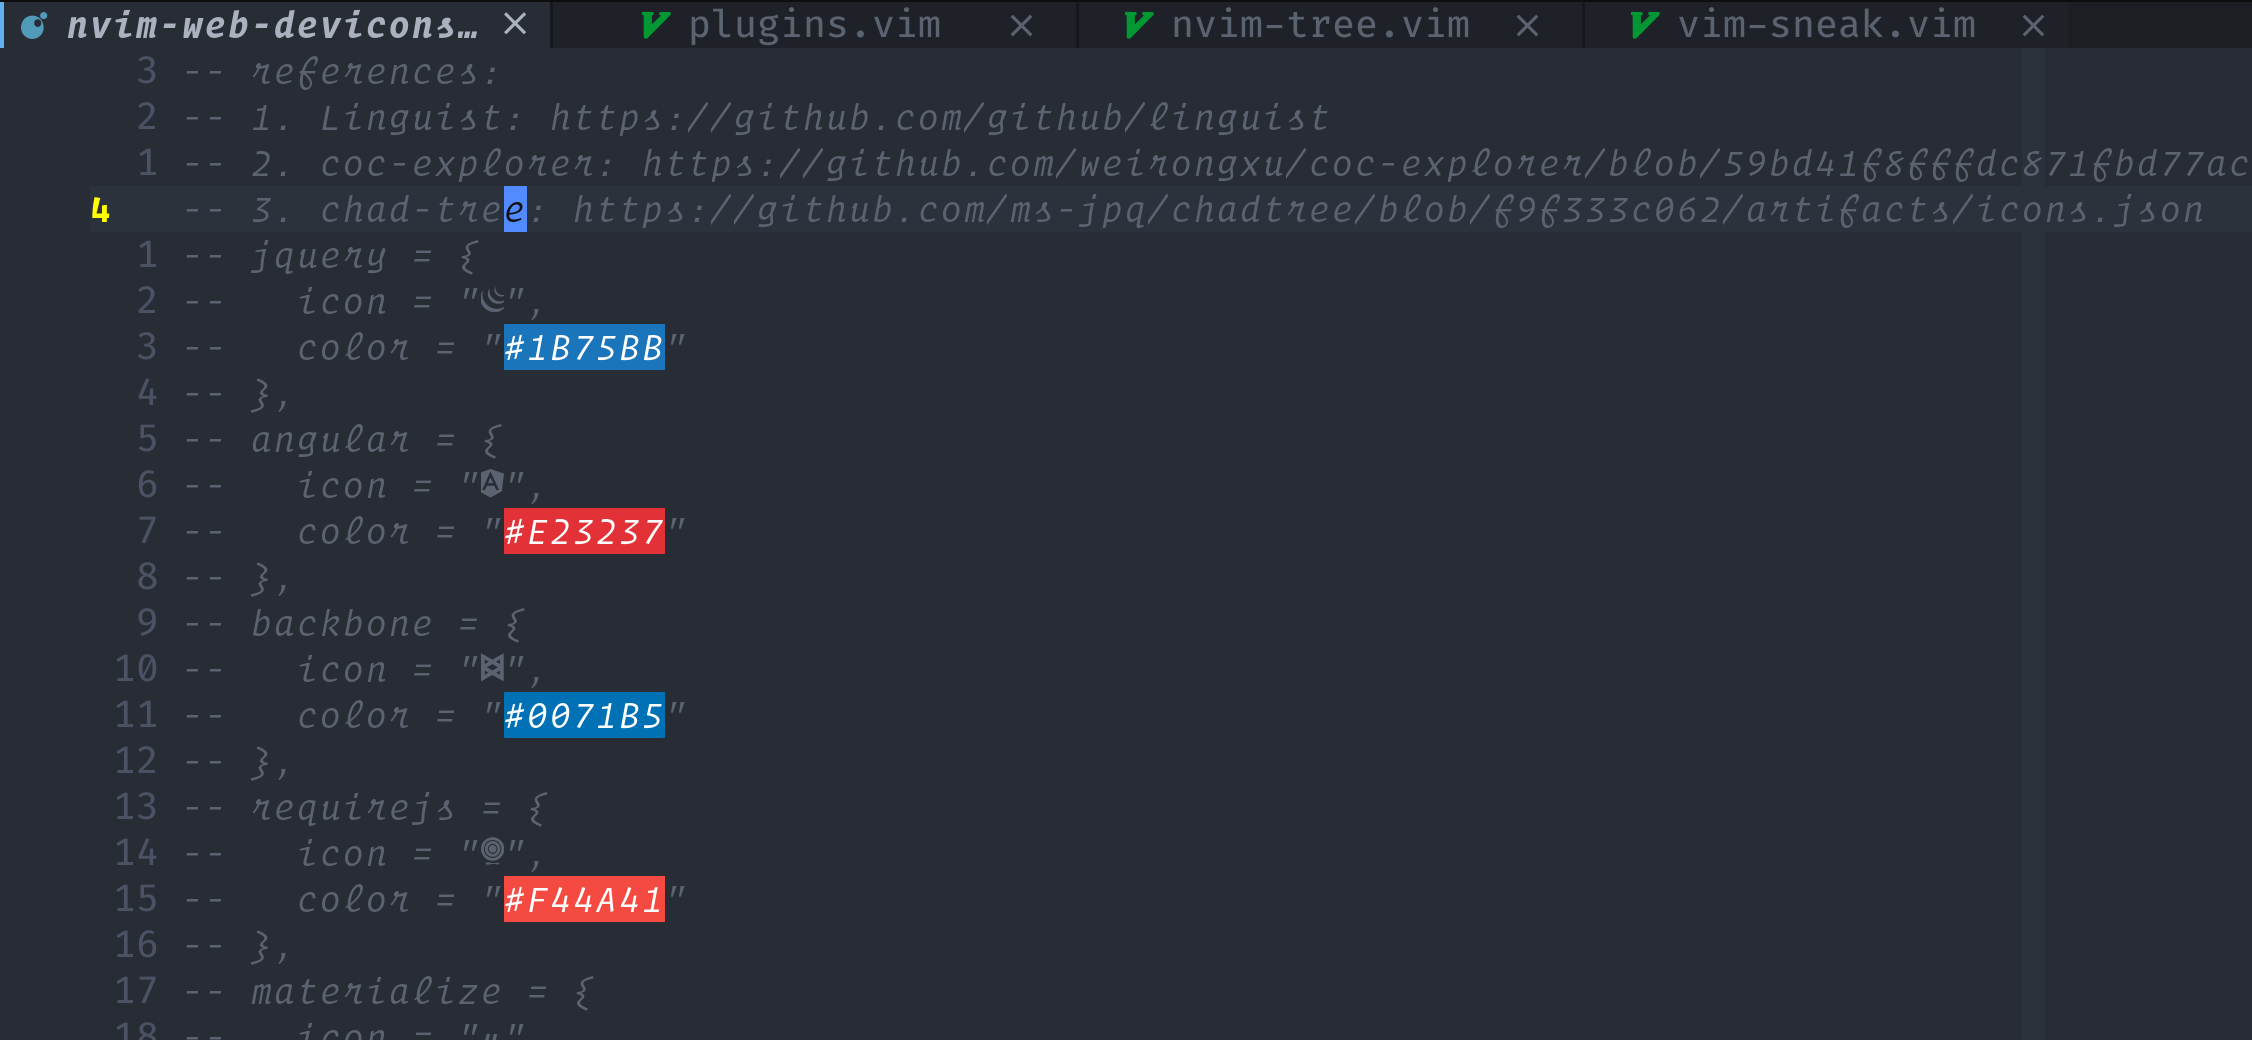 nvim-web-devicons… × plugins.vim × nvim-tree.vim × vim-sneak.vim ×
3 -- references:
2 -- 1. Linguist: https://github.com/github/linguist
1 -- 2. coc-explorer: https://github.com/weirongxu/coc-explorer/blob/59bd41f8fffdc871fbd77ac
4 -- 3. chad-tree: https://github.com/ms-jpq/chadtree/blob/f9f333c062/artifacts/icons.json
1 -- jquery = {
2 --   icon = "",
3 --   color = "#1B75BB"
4 -- },
5 -- angular = {
6 --   icon = "",
7 --   color = "#E23237"
8 -- },
9 -- backbone = {
10 --   icon = "",
11 --   color = "#0071B5"
12 -- },
13 -- requirejs = {
14 --   icon = "",
15 --   color = "#F44A41"
16 -- },
17 -- materialize = {
18 --   icon = ""